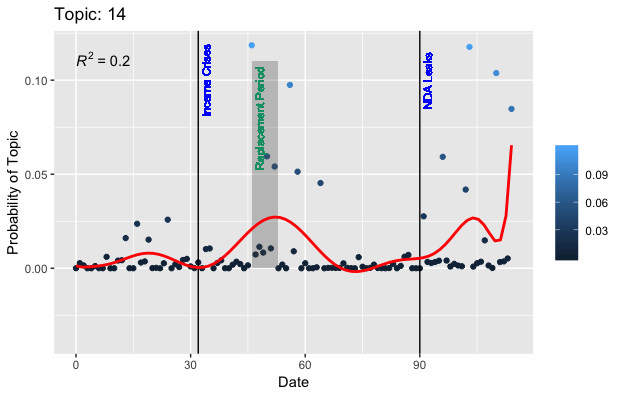 Topic: 14
R² = 0.2
Income Crises
Replacement Period
NDA Leaks
Probability of Topic
0.10
0.05
0.00
0
30
60
90
Date
0.09
0.06
0.03